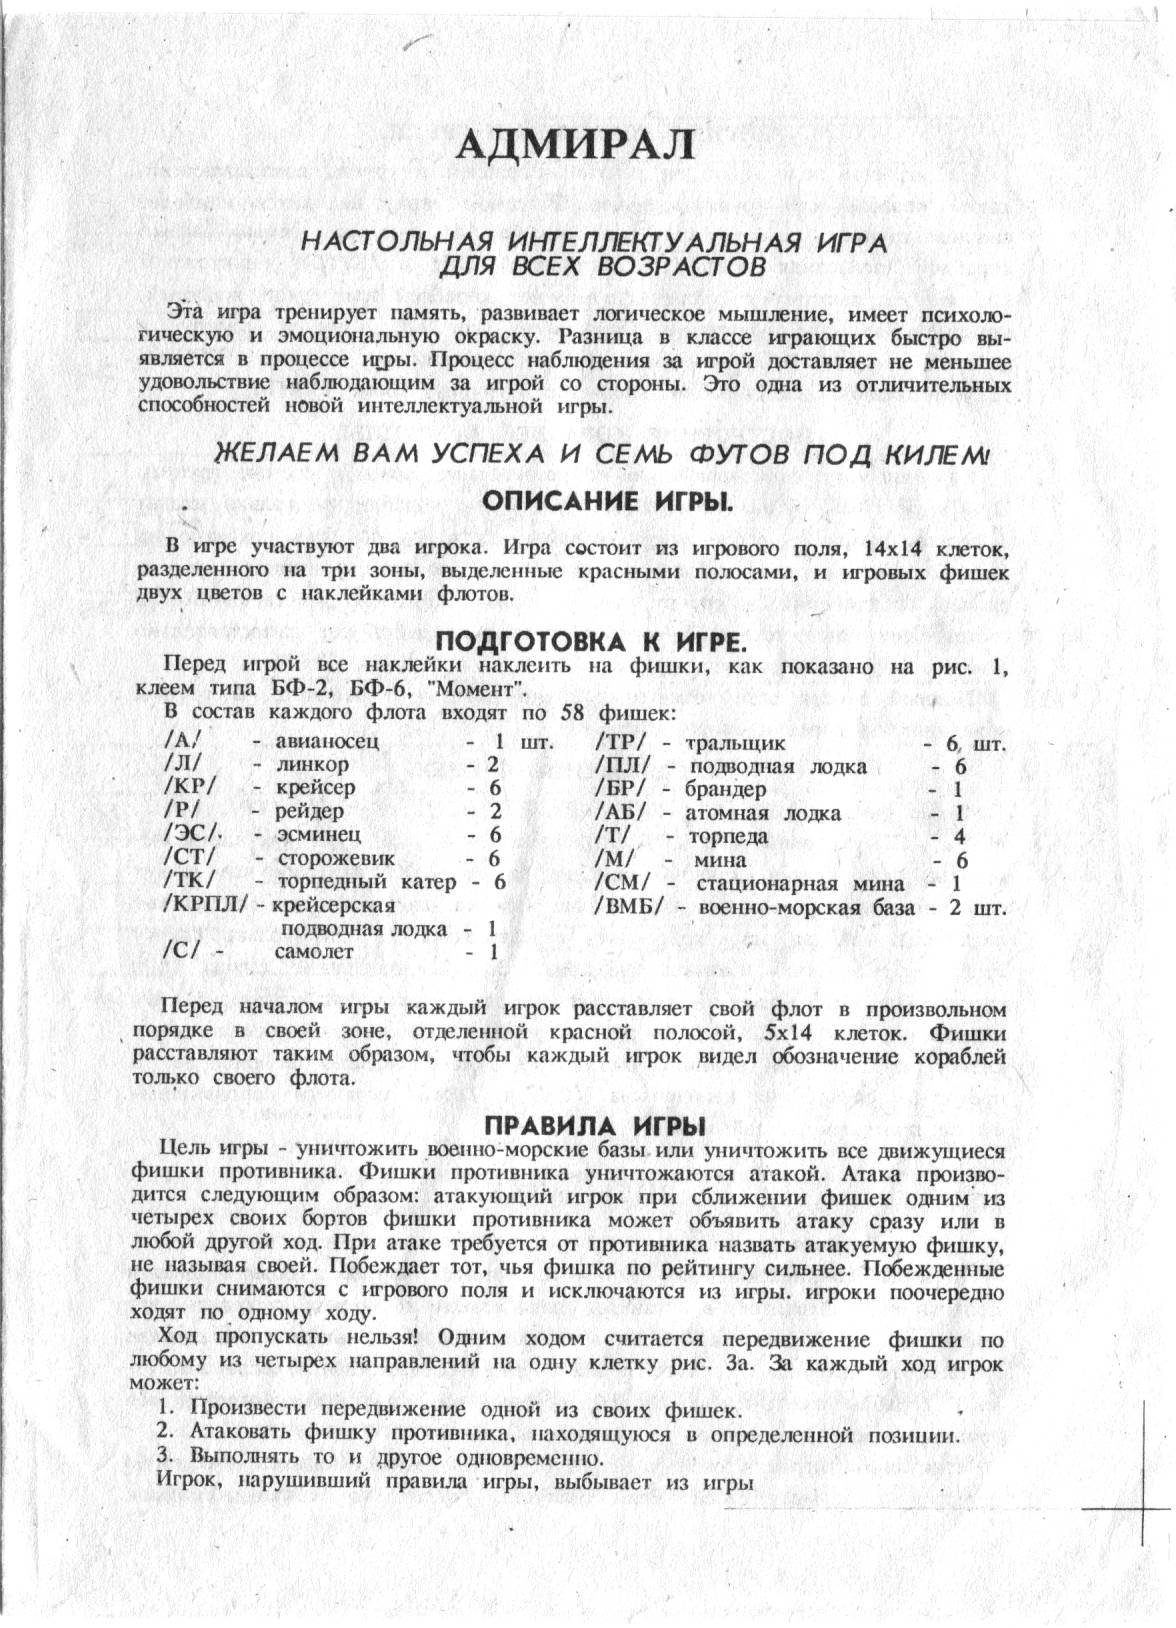 АДМИРАЛ
НАСТОЛЬНАЯ ИНТЕЛЛЕКТУАЛЬНАЯ ИГРА
ДЛЯ ВСЕХ ВОЗРАСТОВ
Эта игра тренирует память, развивает логическое мышление, имеет психоло-
гическую и эмоциональную окраску. Разница в классе играющих быстро вы-
является в процессе игры. Процесс наблюдения за игрой доставляет не меньшее
удовольствие наблюдающим за игрой со стороны. Это одна из отличительных
способностей новой интеллектуальной игры.
ЖЕЛАЕМ ВАМ УСПЕХА И СЕМЬ ФУТОВ ПОД КИЛЕМ!
ОПИСАНИЕ ИГРЫ.
В игре участвуют два игрока. Игра состоит из игрового поля, 14х14 клеток,
разделенного на три зоны, выделенные красными полосами, и игровых фишек
двух цветов с наклейками флотов.
ПОДГОТОВКА К ИГРЕ.
Перед игрой все наклейки наклеить на фишки, как показано на рис. 1,
клеем типа БФ-2, БФ-6, "Момент".
В состав каждого флота входят по 58 фишек:
/А/ - авианосец - 1 шт. /ТР/ - тральщик - 6 шт.
/Л/ - линкор - 2 /ПЛ/ - подводная лодка - 6
/КР/ - крейсер - 6 /БР/ - брандер - 1
/Р/ - рейдер - 2 /АБ/ - атомная лодка - 1
/ЭС/ - эсминец - 6 /Т/ - торпеда - 4
/СТ/ - сторожевик - 6 /М/ - мина - 6
/ТК/ - торпедный катер - 6 /СМ/ - стационарная мина - 1
/КРПЛ/ - крейсерская /ВМБ/ - военно-морская база - 2 шт.
подводная лодка - 1
/С/ - самолет - 1
Перед началом игры каждый игрок расставляет свой флот в произвольном
порядке в своей зоне, отделенной красной полосой, 5х14 клеток. Фишки
расставляют таким образом, чтобы каждый игрок видел обозначение кораблей
только своего флота.
ПРАВИЛА ИГРЫ
Цель игры - уничтожить военно-морские базы или уничтожить все движущиеся
фишки противника. Фишки противника уничтожаются атакой. Атака произво-
дится следующим образом: атакующий игрок при сближении фишек одним из
четырех своих бортов фишки противника может объявить атаку сразу или в
любой другой ход. При атаке требуется от противника назвать атакуемую фишку,
не называя своей. Побеждает тот, чья фишка по рейтингу сильнее. Побежденные
фишки снимаются с игрового поля и исключаются из игры. игроки поочередно
ходят по одному ходу.
Ход пропускать нельзя! Одним ходом считается передвижение фишки по
любому из четырех направлений на одну клетку рис. 3а. За каждый ход игрок
может:
1. Произвести передвижение одной из своих фишек.
2. Атаковать фишку противника, находящуюся в определенной позиции.
3. Выполнять то и другое одновременно.
Игрок, нарушивший правила игры, выбывает из игры